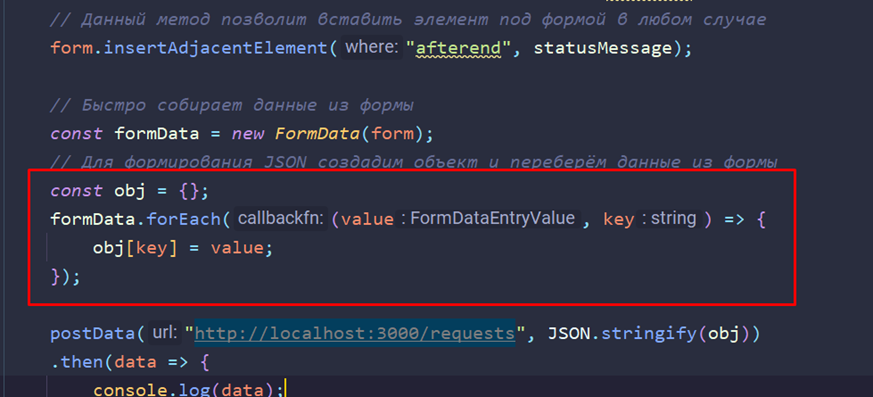 // Данный метод позволит вставить элемент под формой в любом случае
form.insertAdjacentElement( where: "afterend", statusMessage);
// Быстро собирает данные из формы
const formData = new FormData(form);
// Для формирования JSON создадим объект и переберём данные из формы
const obj = {};
formData.forEach( callbackfn: (value : FormDataEntryValue , key : string ) => {
obj[key] = value;
});
postData( url: "http://localhost:3000/requests", JSON.stringify(obj))
.then(data => {
console.log(data);